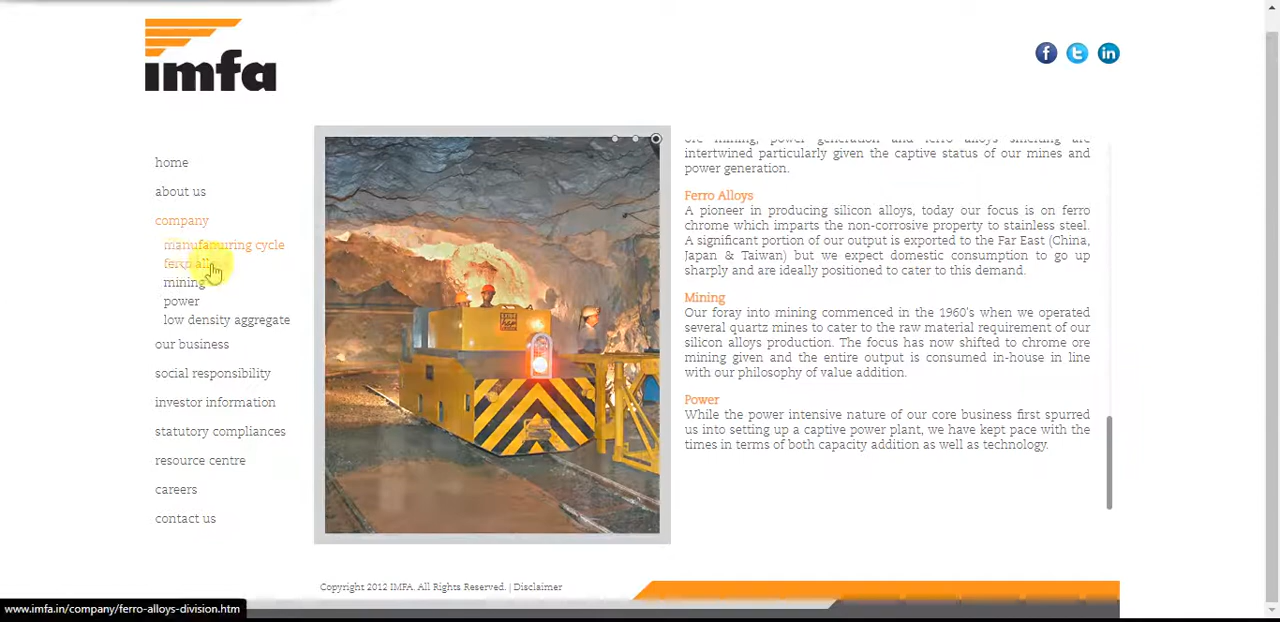 imfa
home
about us
company
manufacturing cycle
mining
power
low density aggregate
our business
social responsibility
investor information
statutory compliances
resource centre
careers
contact us
ore mining, power generation and ferro alloys smelting are
intertwined particularly given the captive status of our mines and
power generation.
Ferro Alloys
A pioneer in producing silicon alloys, today our focus is on ferro
chrome which imparts the non-corrosive property to stainless steel.
A significant portion of our output is exported to the Far East (China,
Japan & Taiwan) but we expect domestic consumption to go up
sharply and are ideally positioned to cater to this demand.
Mining
Our foray into mining commenced in the 1960's when we operated
several quartz mines to cater to the raw material requirement of our
silicon alloys production. The focus has now shifted to chrome ore
mining given and the entire output is consumed in-house in line
with our philosophy of value addition.
Power
While the power intensive nature of our core business first spurred
us into setting up a captive power plant, we have kept pace with the
times in terms of both capacity addition as well as technology.
Copyright 2012 IMFA. All Rights Reserved. | Disclaimer
www.imfa.in/company/ferro-alloys-division.htm